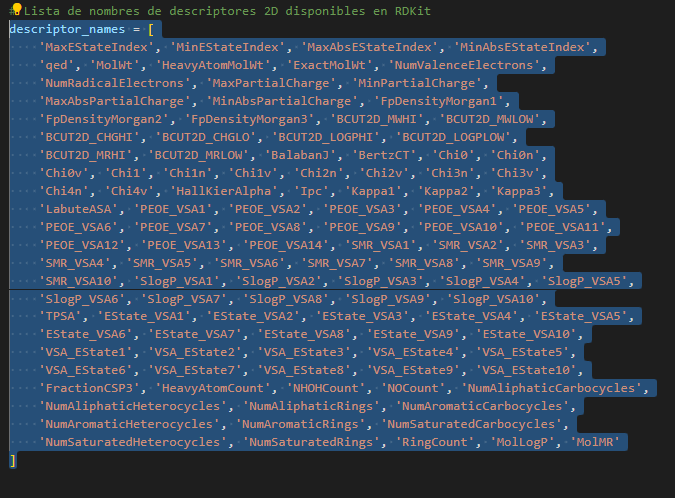 # Lista de nombres de descriptores 2D disponibles en RDKit
descriptor_names = [
'MaxEStateIndex', 'MinEStateIndex', 'MaxAbsEStateIndex', 'MinAbsEStateIndex',
'qed', 'MolWt', 'HeavyAtomMolWt', 'ExactMolWt', 'NumValenceElectrons',
'NumRadicalElectrons', 'MaxPartialCharge', 'MinPartialCharge',
'MaxAbsPartialCharge', 'MinAbsPartialCharge', 'FpDensityMorgan1',
'FpDensityMorgan2', 'FpDensityMorgan3', 'BCUT2D_MWHI', 'BCUT2D_MWLOW',
'BCUT2D_CHGHI', 'BCUT2D_CHGLO', 'BCUT2D_LOGPHI', 'BCUT2D_LOGPLOW',
'BCUT2D_MRHI', 'BCUT2D_MRLOW', 'BalabanJ', 'BertzCT', 'Chi0', 'Chi0n',
'Chi0v', 'Chi1', 'Chi1n', 'Chi1v', 'Chi2n', 'Chi2v', 'Chi3n', 'Chi3v',
'Chi4n', 'Chi4v', 'HallKierAlpha', 'Ipc', 'Kappa1', 'Kappa2', 'Kappa3',
'LabuteASA', 'PEOE_VSA1', 'PEOE_VSA2', 'PEOE_VSA3', 'PEOE_VSA4', 'PEOE_VSA5',
'PEOE_VSA6', 'PEOE_VSA7', 'PEOE_VSA8', 'PEOE_VSA9', 'PEOE_VSA10', 'PEOE_VSA11',
'PEOE_VSA12', 'PEOE_VSA13', 'PEOE_VSA14', 'SMR_VSA1', 'SMR_VSA2', 'SMR_VSA3',
'SMR_VSA4', 'SMR_VSA5', 'SMR_VSA6', 'SMR_VSA7', 'SMR_VSA8', 'SMR_VSA9',
'SMR_VSA10', 'SlogP_VSA1', 'SlogP_VSA2', 'SlogP_VSA3', 'SlogP_VSA4', 'SlogP_VSA5',
'SlogP_VSA6', 'SlogP_VSA7', 'SlogP_VSA8', 'SlogP_VSA9', 'SlogP_VSA10',
'TPSA', 'EState_VSA1', 'EState_VSA2', 'EState_VSA3', 'EState_VSA4', 'EState_VSA5',
'EState_VSA6', 'EState_VSA7', 'EState_VSA8', 'EState_VSA9', 'EState_VSA10',
'VSA_EState1', 'VSA_EState2', 'VSA_EState3', 'VSA_EState4', 'VSA_EState5',
'VSA_EState6', 'VSA_EState7', 'VSA_EState8', 'VSA_EState9', 'VSA_EState10',
'FractionCSP3', 'HeavyAtomCount', 'NHOHCount', 'NOCount', 'NumAliphaticCarbocycles',
'NumAliphaticHeterocycles', 'NumAliphaticRings', 'NumAromaticCarbocycles',
'NumAromaticHeterocycles', 'NumAromaticRings', 'NumSaturatedCarbocycles',
'NumSaturatedHeterocycles', 'NumSaturatedRings', 'RingCount', 'MolLogP', 'MolMR'
]